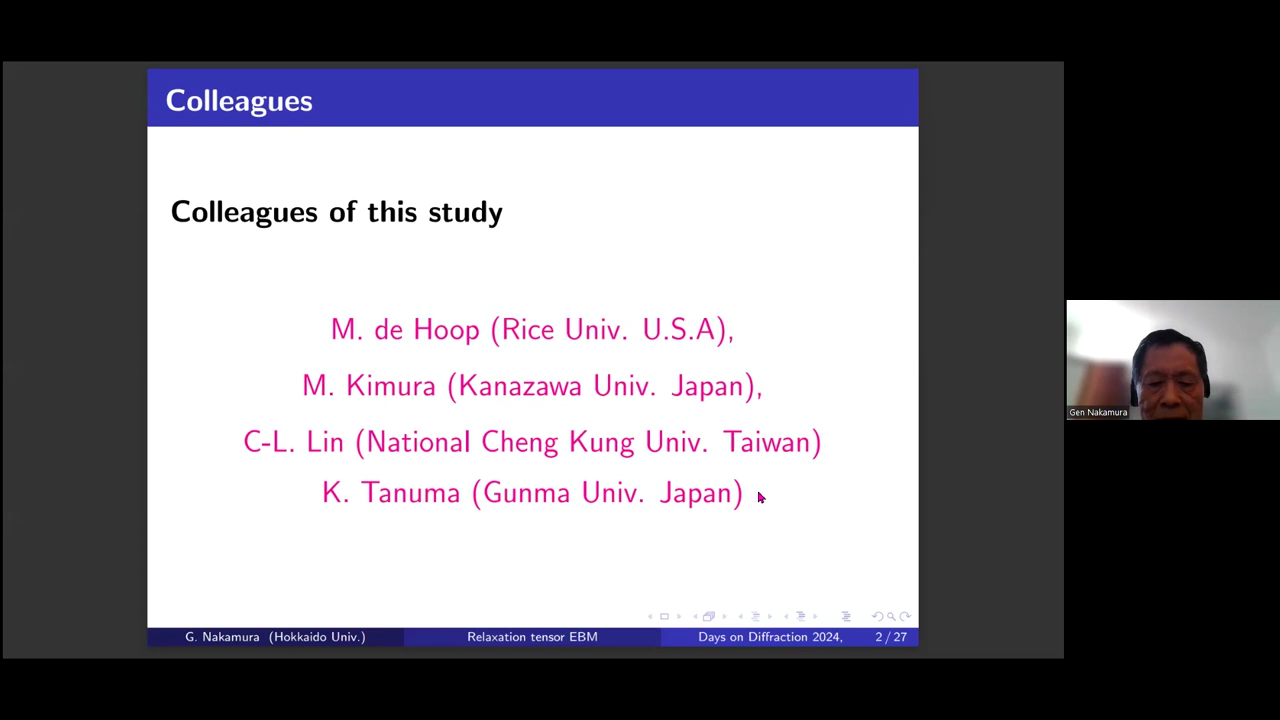 Colleagues
Colleagues of this study
M. de Hoop (Rice Univ. U.S.A),
M. Kimura (Kanazawa Univ. Japan),
C-L. Lin (National Cheng Kung Univ. Taiwan)
K. Tanuma (Gunma Univ. Japan)
Gen Nakamura
G. Nakamura (Hokkaido Univ.) Relaxation tensor EBM Days on Diffraction 2024, 2 / 27